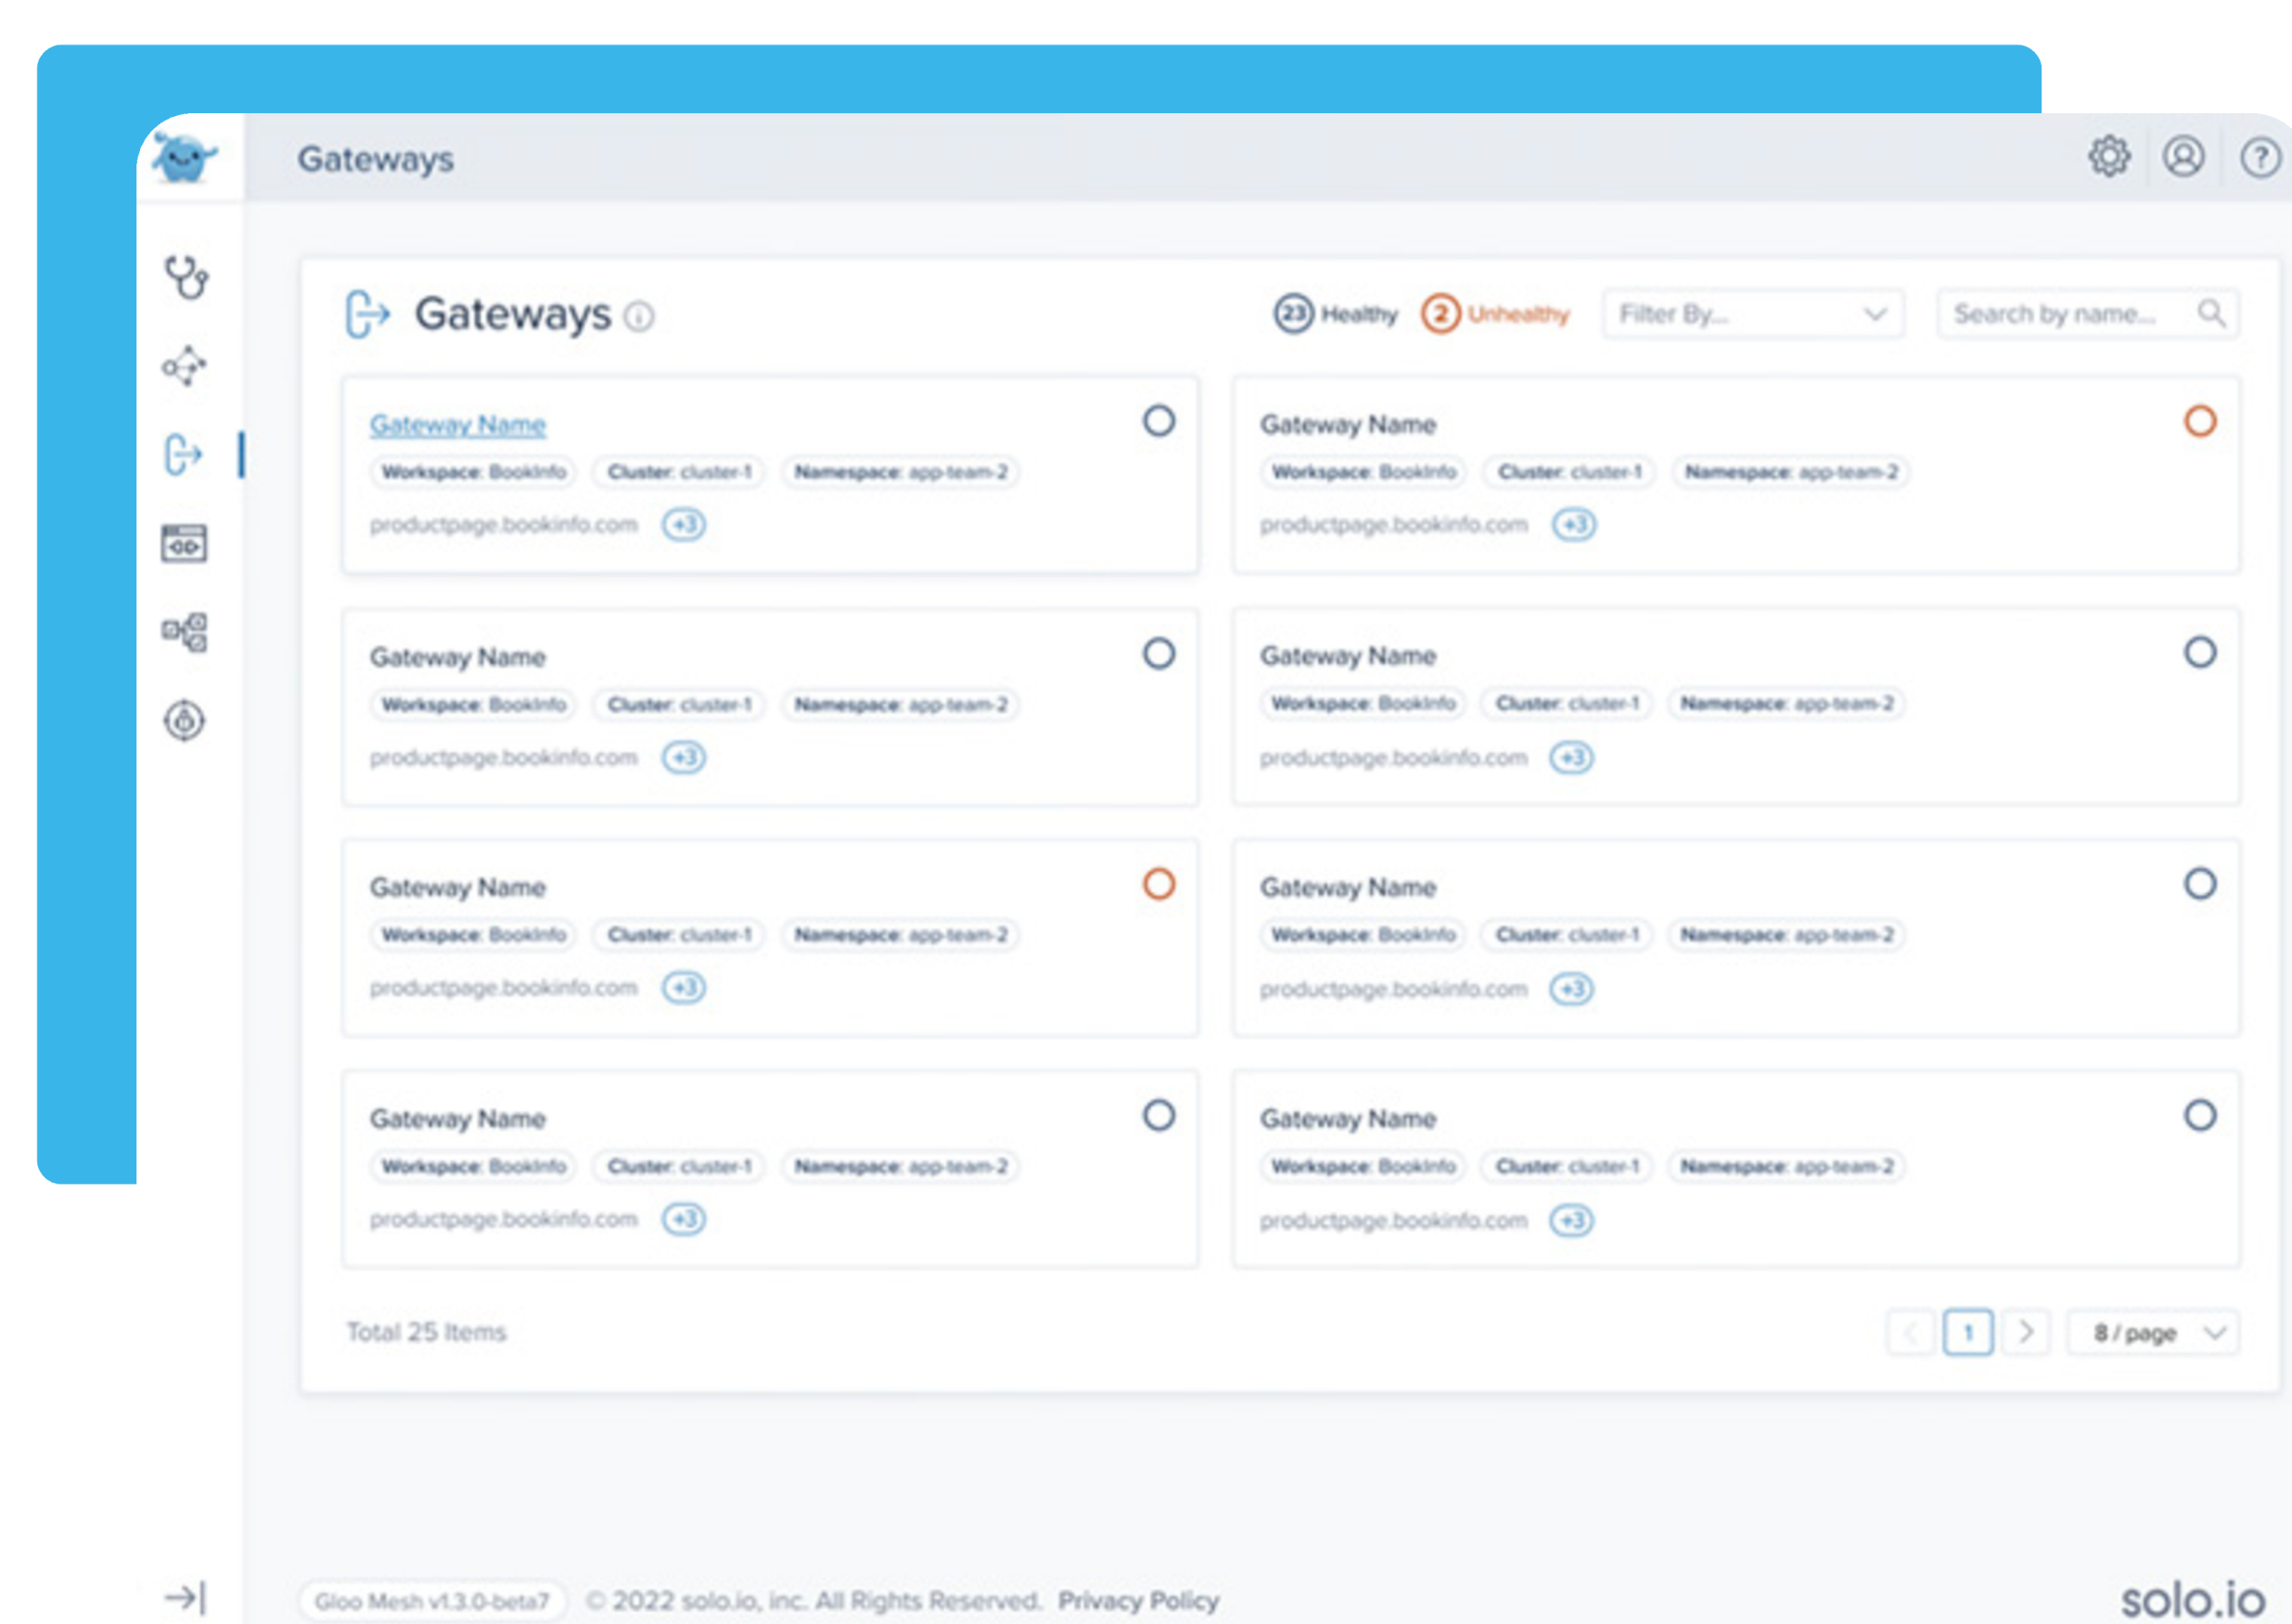 Gateways
?
Gateways i 23 Healthy 2 Unhealthy Filter By... Search by name...
Gateway Name
Workspace: BookInfo Cluster: cluster-1 Namespace: app-team-2
productpage.bookinfo.com +3
Gateway Name
Workspace: BookInfo Cluster: cluster-1 Namespace: app-team-2
productpage.bookinfo.com +3
Gateway Name
Workspace: BookInfo Cluster: cluster-1 Namespace: app-team-2
productpage.bookinfo.com +3
Gateway Name
Workspace: BookInfo Cluster: cluster-1 Namespace: app-team-2
productpage.bookinfo.com +3
Gateway Name
Workspace: BookInfo Cluster: cluster-1 Namespace: app-team-2
productpage.bookinfo.com +3
Gateway Name
Workspace: BookInfo Cluster: cluster-1 Namespace: app-team-2
productpage.bookinfo.com +3
Gateway Name
Workspace: BookInfo Cluster: cluster-1 Namespace: app-team-2
productpage.bookinfo.com +3
Gateway Name
Workspace: BookInfo Cluster: cluster-1 Namespace: app-team-2
productpage.bookinfo.com +3
Total 25 Items < 1 > 8 / page
Gloo Mesh v1.3.0-beta7 © 2022 solo.io, inc. All Rights Reserved. Privacy Policy solo.io